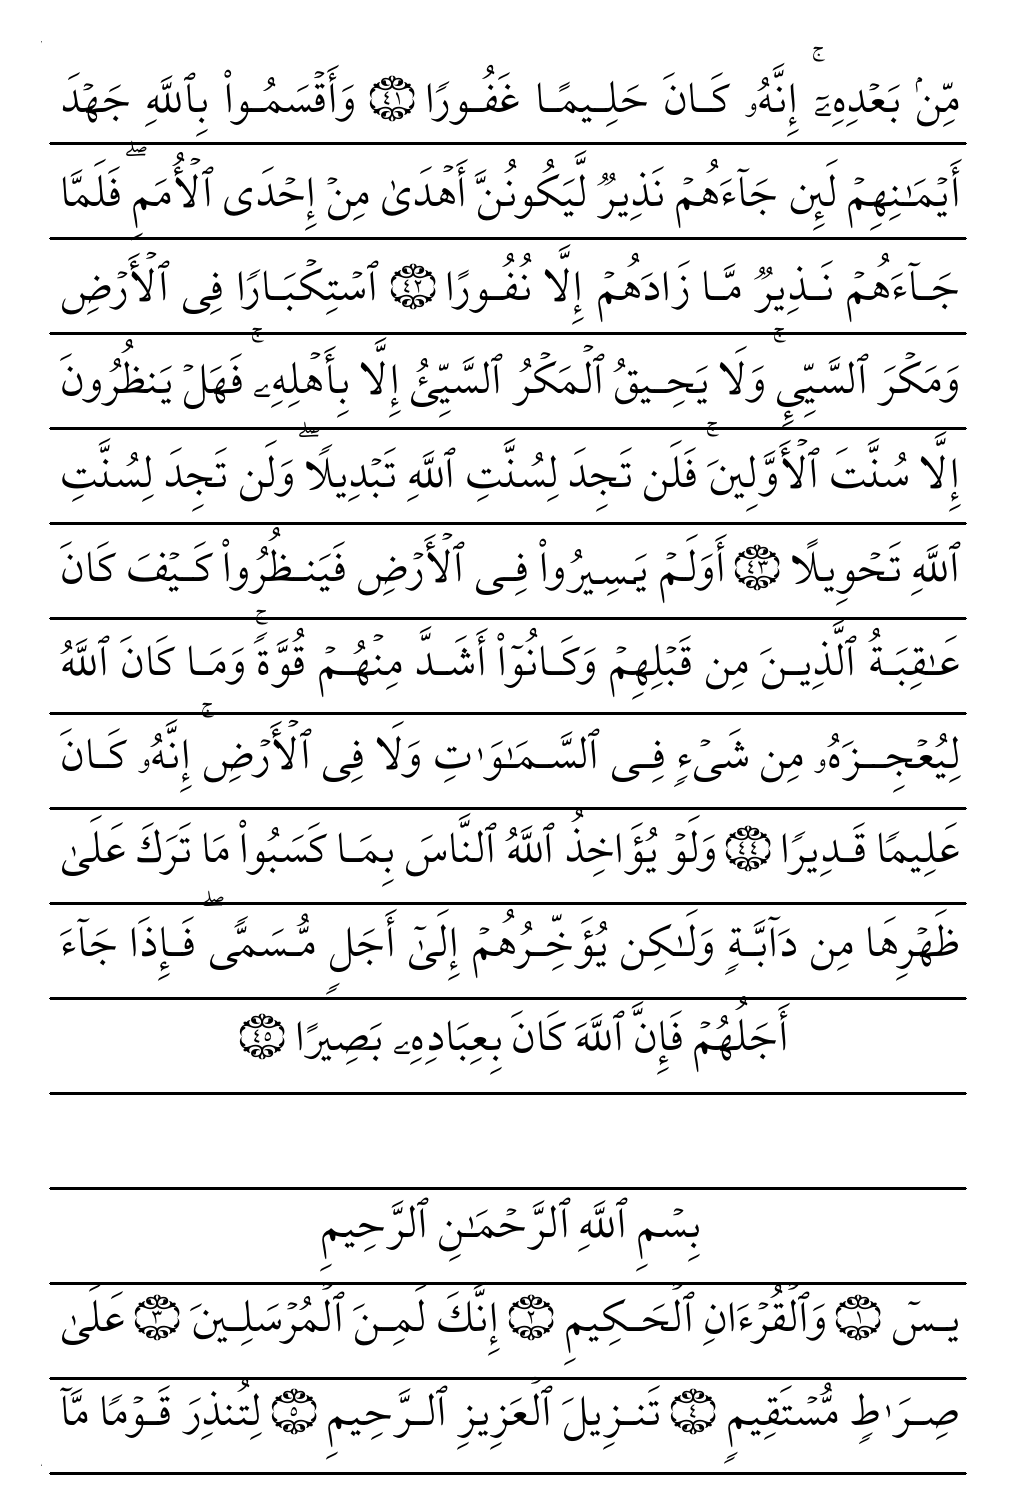 مِّنۢ بَعۡدِهِۦٓۚ إِنَّهُۥ كَانَ حَلِيمًا غَفُورًا ٤١ وَأَقۡسَمُواْ بِٱللَّهِ جَهۡدَ
أَيۡمَٰنِهِمۡ لَئِن جَآءَهُمۡ نَذِيرٞ لَّيَكُونُنَّ أَهۡدَىٰ مِنۡ إِحۡدَى ٱلۡأُمَمِۖ فَلَمَّا
جَآءَهُمۡ نَذِيرٞ مَّا زَادَهُمۡ إِلَّا نُفُورًا ٤٢ ٱسۡتِكۡبَارٗا فِي ٱلۡأَرۡضِ
وَمَكۡرَ ٱلسَّيِّيِٕۚ وَلَا يَحِيقُ ٱلۡمَكۡرُ ٱلسَّيِّئُ إِلَّا بِأَهۡلِهِۦۚ فَهَلۡ يَنظُرُونَ
إِلَّا سُنَّتَ ٱلۡأَوَّلِينَۚ فَلَن تَجِدَ لِسُنَّتِ ٱللَّهِ تَبۡدِيلٗاۖ وَلَن تَجِدَ لِسُنَّتِ
ٱللَّهِ تَحۡوِيلًا ٤٣ أَوَلَمۡ يَسِيرُواْ فِي ٱلۡأَرۡضِ فَيَنظُرُواْ كَيۡفَ كَانَ
عَٰقِبَةُ ٱلَّذِينَ مِن قَبۡلِهِمۡ وَكَانُوٓاْ أَشَدَّ مِنۡهُمۡ قُوَّةٗۚ وَمَا كَانَ ٱللَّهُ
لِيُعۡجِزَهُۥ مِن شَيۡءٖ فِي ٱلسَّمَٰوَٰتِ وَلَا فِي ٱلۡأَرۡضِۚ إِنَّهُۥ كَانَ
عَلِيمٗا قَدِيرٗا ٤٤ وَلَوۡ يُؤَاخِذُ ٱللَّهُ ٱلنَّاسَ بِمَا كَسَبُواْ مَا تَرَكَ عَلَىٰ
ظَهۡرِهَا مِن دَآبَّةٖ وَلَٰكِن يُؤَخِّرُهُمۡ إِلَىٰٓ أَجَلٖ مُّسَمّٗىۖ فَإِذَا جَآءَ
أَجَلُهُمۡ فَإِنَّ ٱللَّهَ كَانَ بِعِبَادِهِۦ بَصِيرَۢا ٤٥
بِسۡمِ ٱللَّهِ ٱلرَّحۡمَٰنِ ٱلرَّحِيمِ
يسٓ ١ وَٱلۡقُرۡءَانِ ٱلۡحَكِيمِ ٢ إِنَّكَ لَمِنَ ٱلۡمُرۡسَلِينَ ٣ عَلَىٰ
صِرَٰطٖ مُّسۡتَقِيمٖ ٤ تَنزِيلَ ٱلۡعَزِيزِ ٱلرَّحِيمِ ٥ لِتُنذِرَ قَوۡمٗا مَّآ